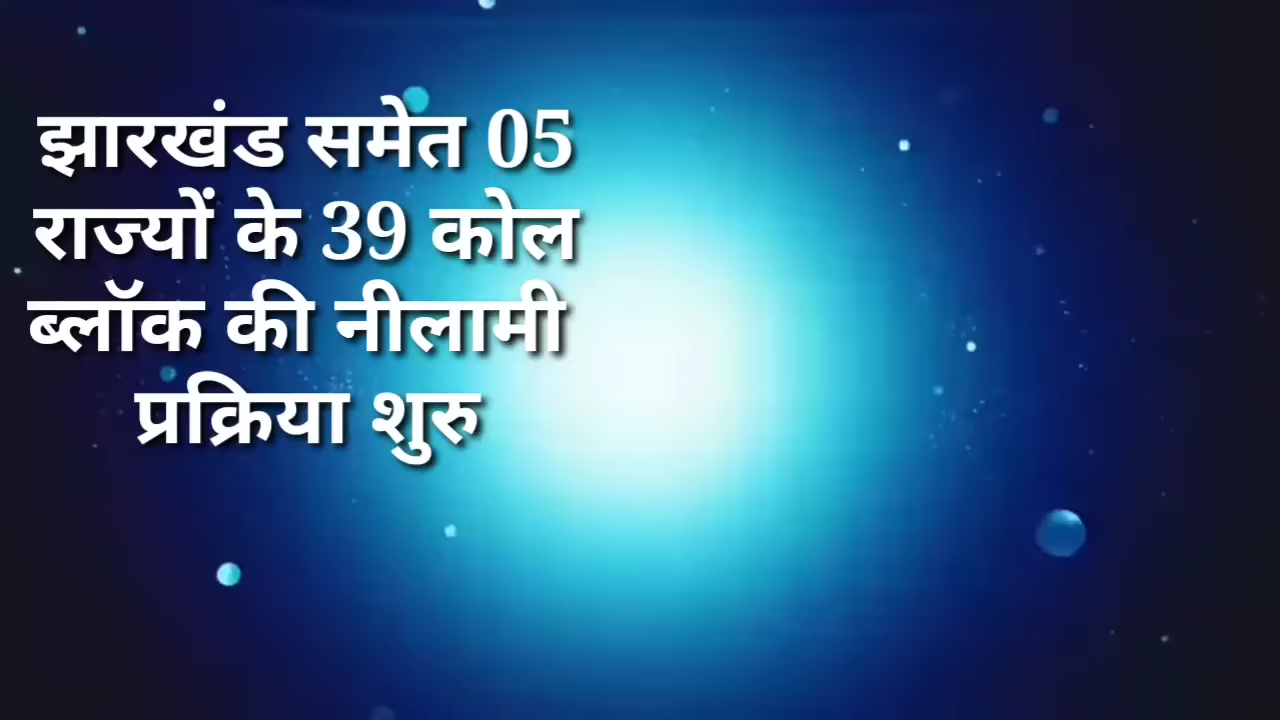 झारखंड समेत 05
राज्यों के 39 कोल
ब्लॉक की नीलामी
प्रक्रिया शुरु